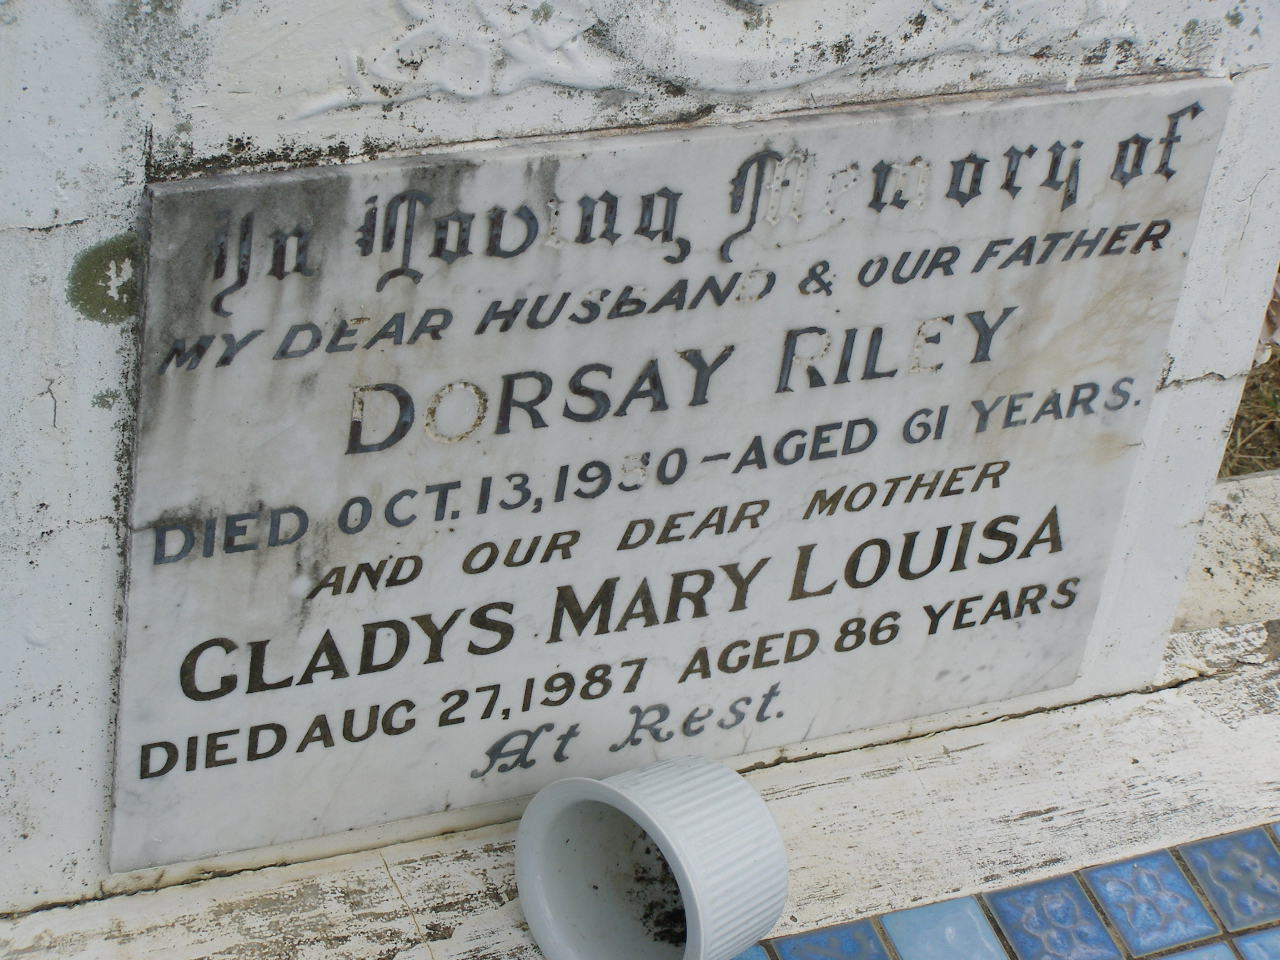 In Loving Memory of
MY DEAR HUSBAND & OUR FATHER
DORSAY RILEY
DIED OCT. 13, 1950 – AGED 61 YEARS.
AND OUR DEAR MOTHER
GLADYS MARY LOUISA
DIED AUG 27, 1987 AGED 86 YEARS
At Rest.